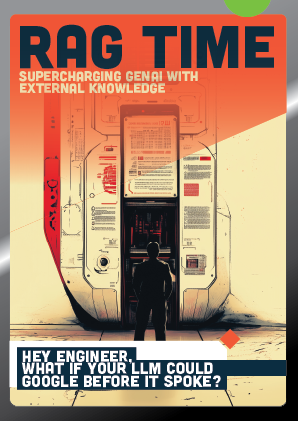 RAG TIME
SUPERCHARGING GENAI WITH
EXTERNAL KNOWLEDGE
HEY ENGINEER,
WHAT IF YOUR LLM COULD
GOOGLE BEFORE IT SPOKE?